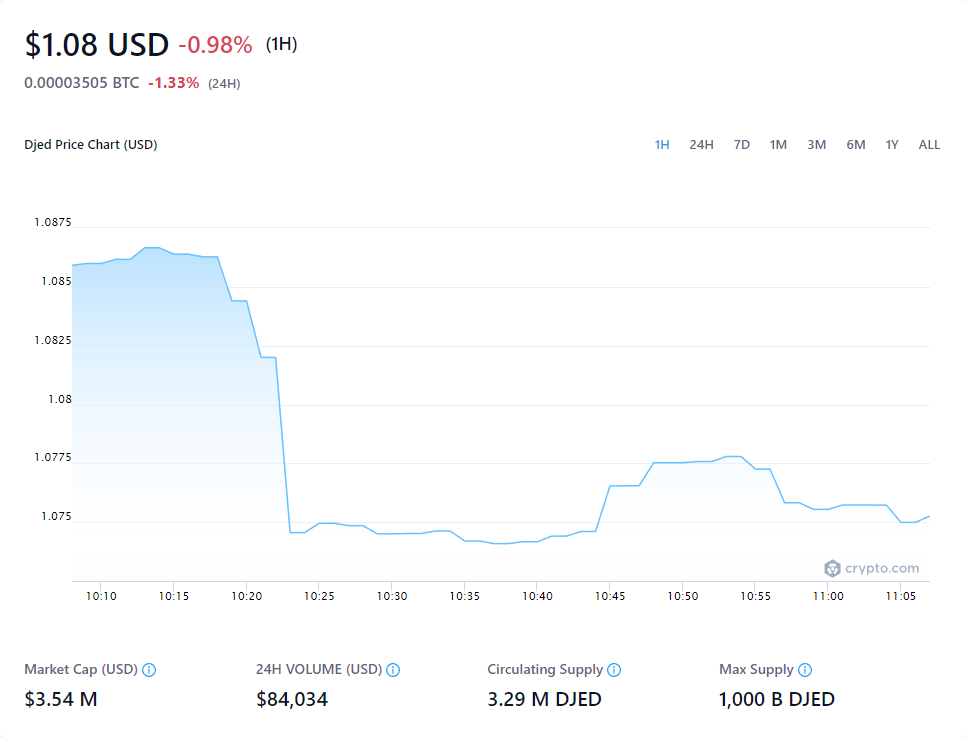 $1.08 USD -0.98% (1H)
0.00003505 BTC -1.33% (24H)
Djed Price Chart (USD) 1H 24H 7D 1M 3M 6M 1Y ALL
1.0875
1.085
1.0825
1.08
1.0775
1.075
crypto.com
10:10 10:15 10:20 10:25 10:30 10:35 10:40 10:45 10:50 10:55 11:00 11:05
Market Cap (USD) 24H VOLUME (USD) Circulating Supply Max Supply
$3.54 M $84,034 3.29 M DJED 1,000 B DJED